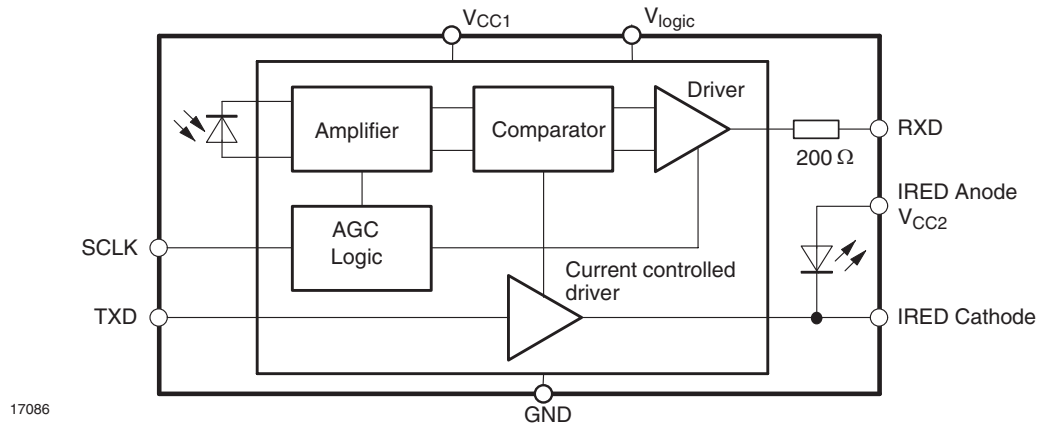 VCC1
Vlogic
Driver
Amplifier
Comparator
RXD
200 Ω
IRED Anode
VCC2
AGC
Logic
SCLK
Current controlled
driver
TXD
IRED Cathode
GND
17086